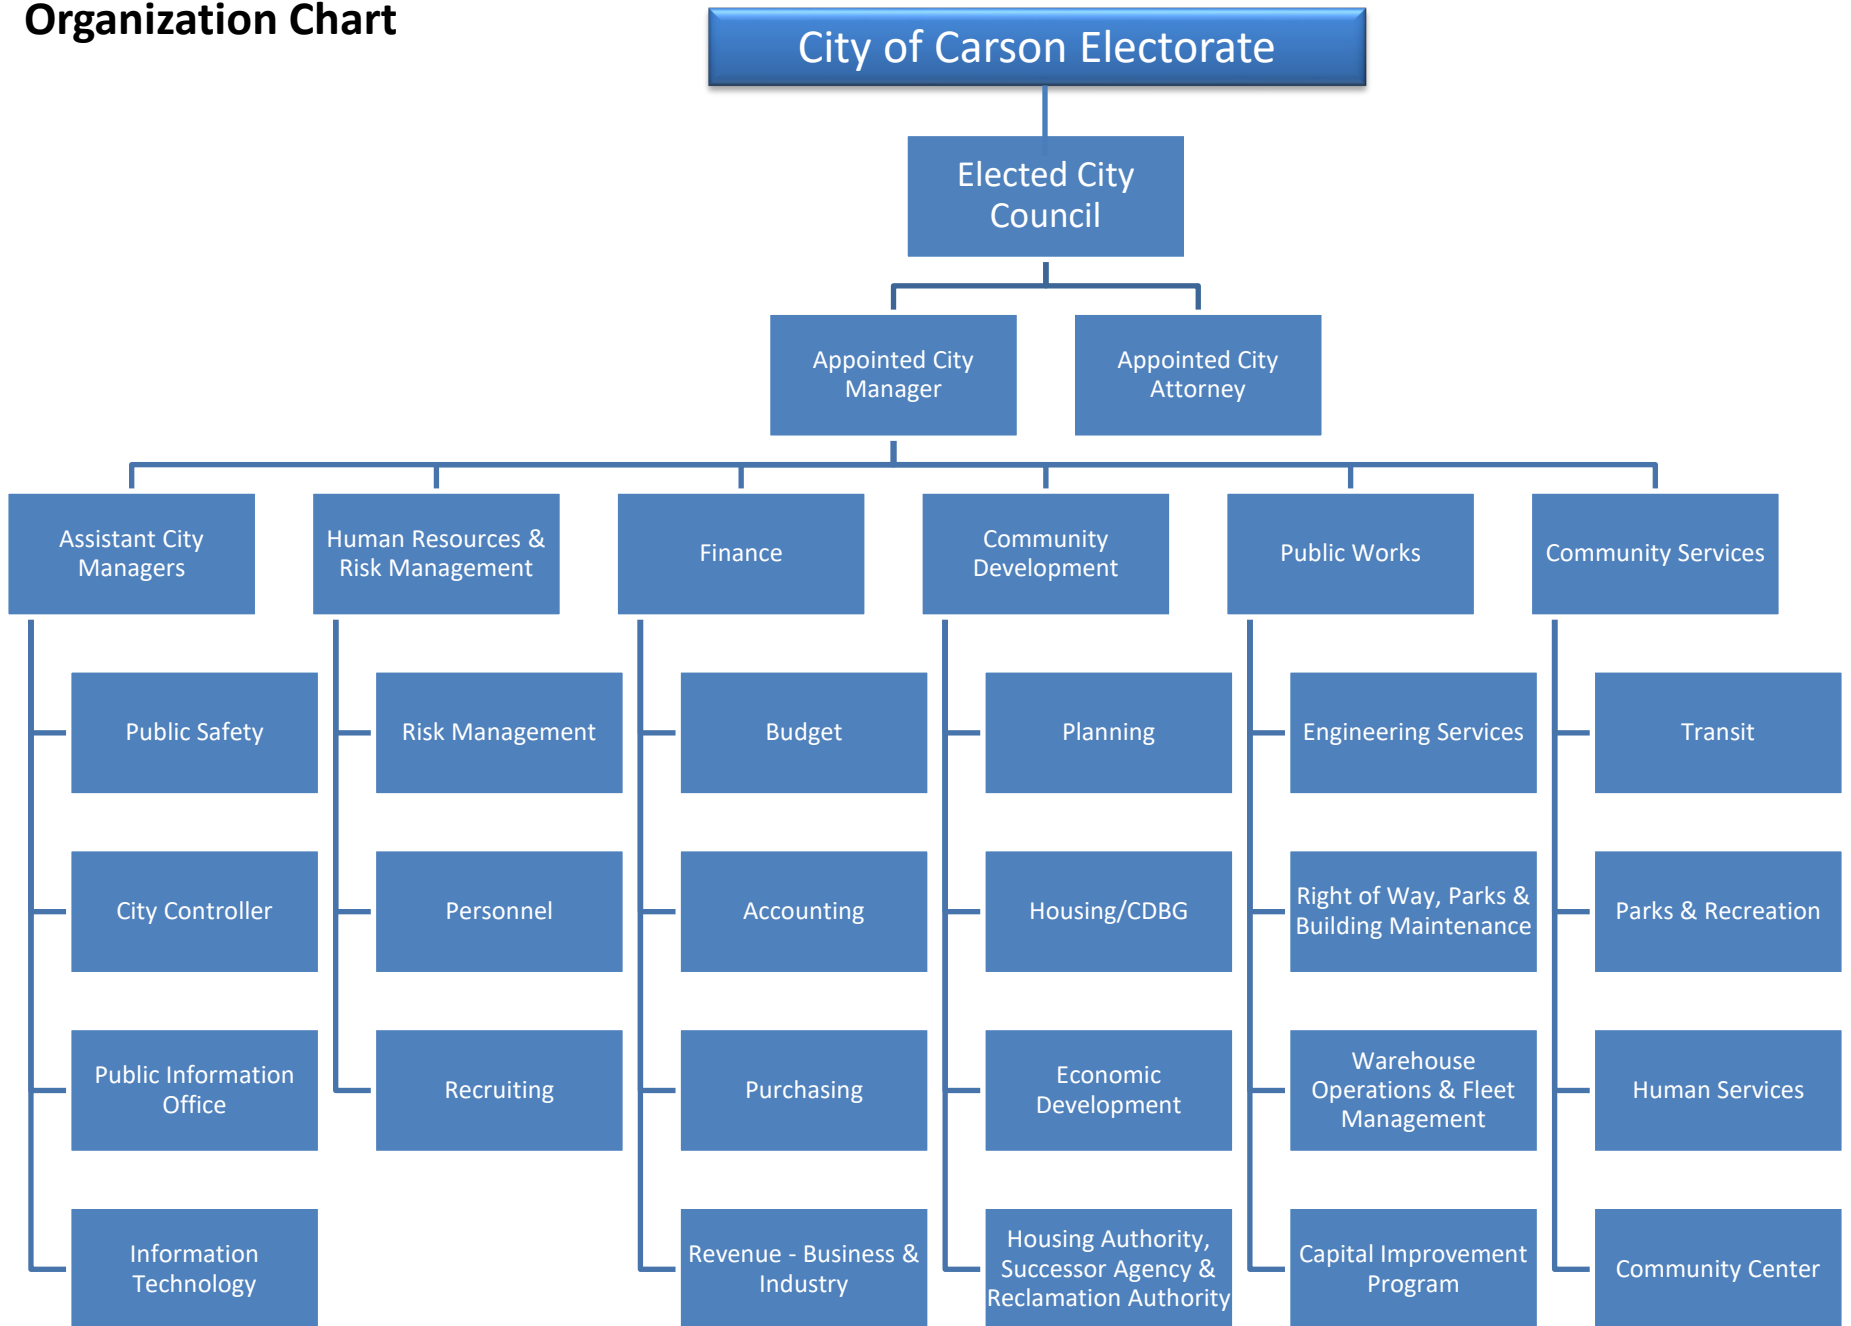 Organization Chart
City of Carson Electorate
Elected City
Council
Appointed City
Manager
Appointed City
Attorney
Assistant City
Managers
Human Resources &
Risk Management
Finance
Community
Development
Public Works
Community Services
Public Safety
Risk Management
Budget
Planning
Engineering Services
Transit
City Controller
Personnel
Accounting
Housing/CDBG
Right of Way, Parks &
Building Maintenance
Parks & Recreation
Public Information
Office
Recruiting
Purchasing
Economic
Development
Warehouse
Operations & Fleet
Management
Human Services
Information
Technology
Revenue - Business &
Industry
Housing Authority,
Successor Agency &
Reclamation Authority
Capital Improvement
Program
Community Center